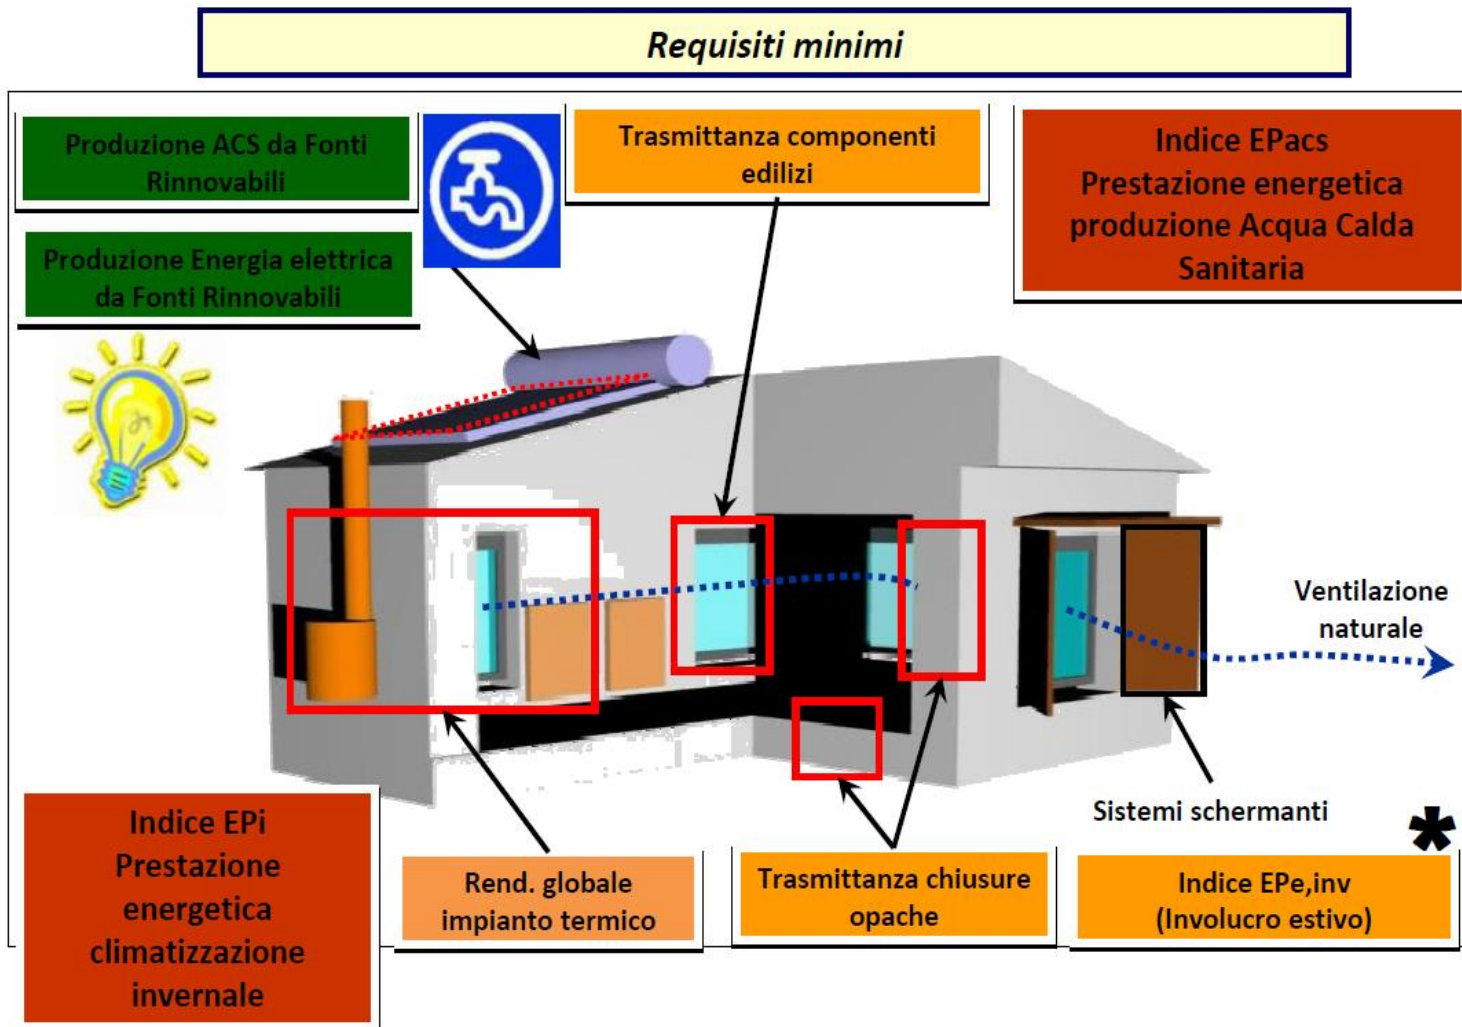 Requisiti minimi
Produzione ACS da Fonti
Rinnovabili
Trasmittanza componenti
edilizi
Indice EPacs
Prestazione energetica
produzione Acqua Calda
Sanitaria
Produzione Energia elettrica
da Fonti Rinnovabili
Ventilazione
naturale
Sistemi schermanti
*
Indice EPi
Prestazione
energetica
climatizzazione
invernale
Rend. globale
impianto termico
Trasmittanza chiusure
opache
Indice EPe,inv
(Involucro estivo)